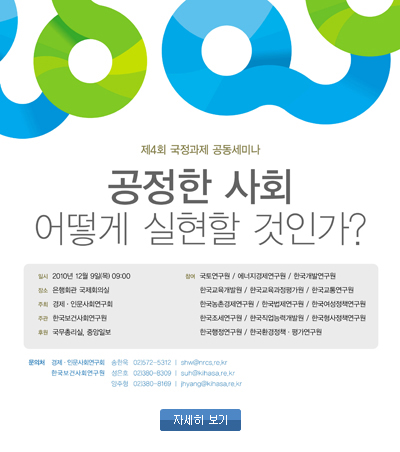 제4회 국정과제 공동세미나
공정한 사회
어떻게 실현할 것인가?
일시 2010년 12월 9일(목) 09:00
장소 은행회관 국제회의실
주최 경제·인문사회연구회
주관 한국보건사회연구원
후원 국무총리실, 중앙일보
참여 국토연구원 / 에너지경제연구원 / 한국개발연구원
한국교육개발원 / 한국교육과정평가원 / 한국교통연구원
한국농촌경제연구원 / 한국법제연구원 / 한국여성정책연구원
한국조세연구원 / 한국직업능력개발원 / 한국형사정책연구원
한국행정연구원 / 한국환경정책·평가연구원
문의처 경제·인문사회연구회 송한욱 02)572-5312 | shw@nrcs.re.kr
한국보건사회연구원 성은호 02)380-8309 | suh@kihasa.re.kr
양수형 02)380-8169 | jhyang@kihasa.re.kr
자세히 보기